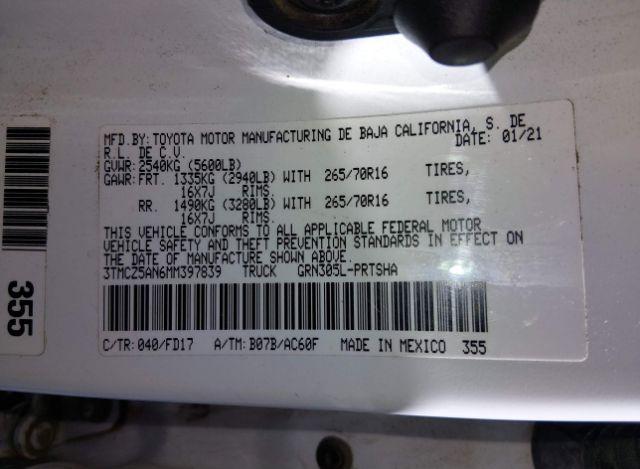 MFD.BY:TOYOTA MOTOR MANUFACTURING DE BAJA CALIFORNIA, S. DE
R.L. DE C.V. DATE: 01/21
GVWR:2540KG (5600LB)
GAWR:FRT. 1335KG (2940LB) WITH 265/70R16 TIRES,
16X7J RIMS.
RR. 1490KG (3280LB) WITH 265/70R16 TIRES,
16X7J RIMS.
THIS VEHICLE CONFORMS TO ALL APPLICABLE FEDERAL MOTOR
VEHICLE SAFETY AND THEFT PREVENTION STANDARDS IN EFFECT ON
THE DATE OF MANUFACTURE SHOWN ABOVE.
3TMCZ5AN6MM397839 TRUCK GRN305L-PRTSHA
C/TR:040/FD17 A/TM:B07B/AC60F MADE IN MEXICO 355
355